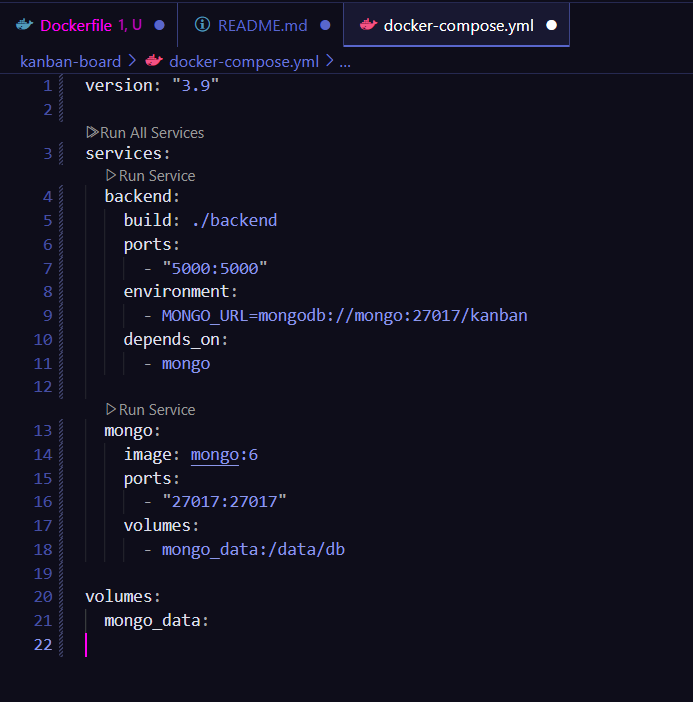 Dockerfile 1, U README.md docker-compose.yml
kanban-board > docker-compose.yml > ...
1 version: "3.9"
2
Run All Services
3 services:
Run Service
4   backend:
5     build: ./backend
6     ports:
7       - "5000:5000"
8     environment:
9       - MONGO_URL=mongodb://mongo:27017/kanban
10     depends_on:
11       - mongo
12
Run Service
13   mongo:
14     image: mongo:6
15     ports:
16       - "27017:27017"
17     volumes:
18       - mongo_data:/data/db
19
20 volumes:
21   mongo_data:
22